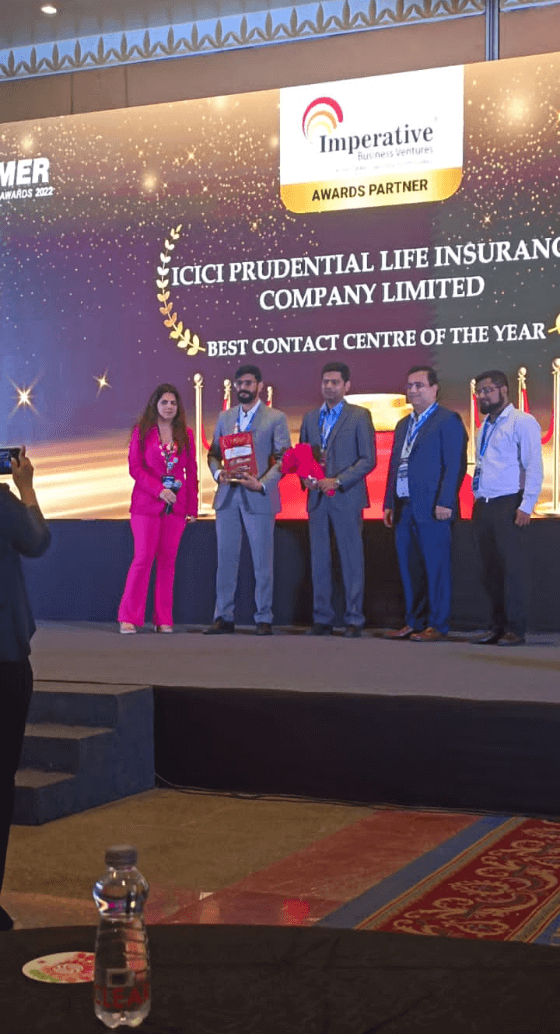 Imperative
Business Ventures
AWARDS PARTNER
MER
AWARDS 2022
ICICI PRUDENTIAL LIFE INSURANC
COMPANY LIMITED
BEST CONTACT CENTRE OF THE YEAR
CLEAR